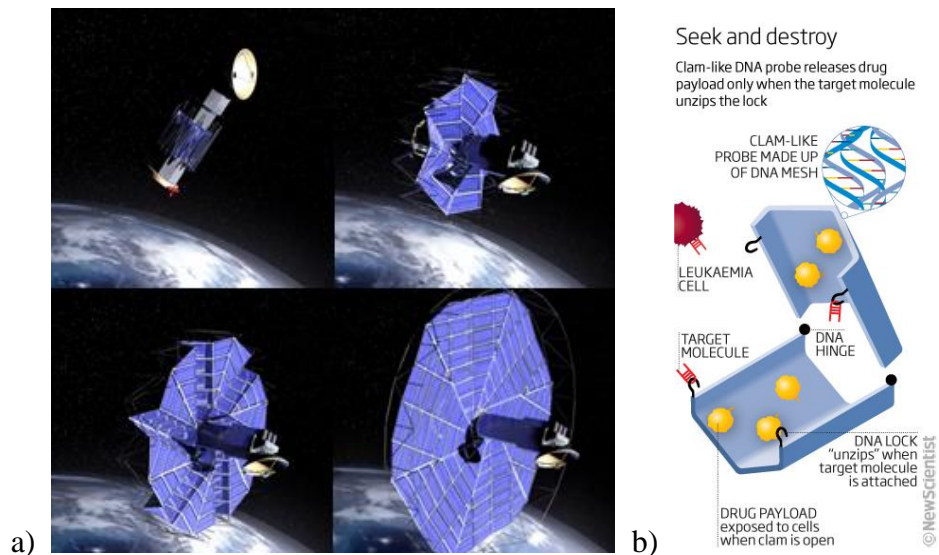 Seek and destroy
Clam-like DNA probe releases drug
payload only when the target molecule
unzips the lock
CLAM-LIKE
PROBE MADE UP
OF DNA MESH
LEUKAEMIA
CELL
TARGET
MOLECULE
DNA
HINGE
DNA LOCK
"unzips" when
target molecule
is attached
DRUG PAYLOAD
exposed to cells
when clam is open
©NewScientist
a)
b)